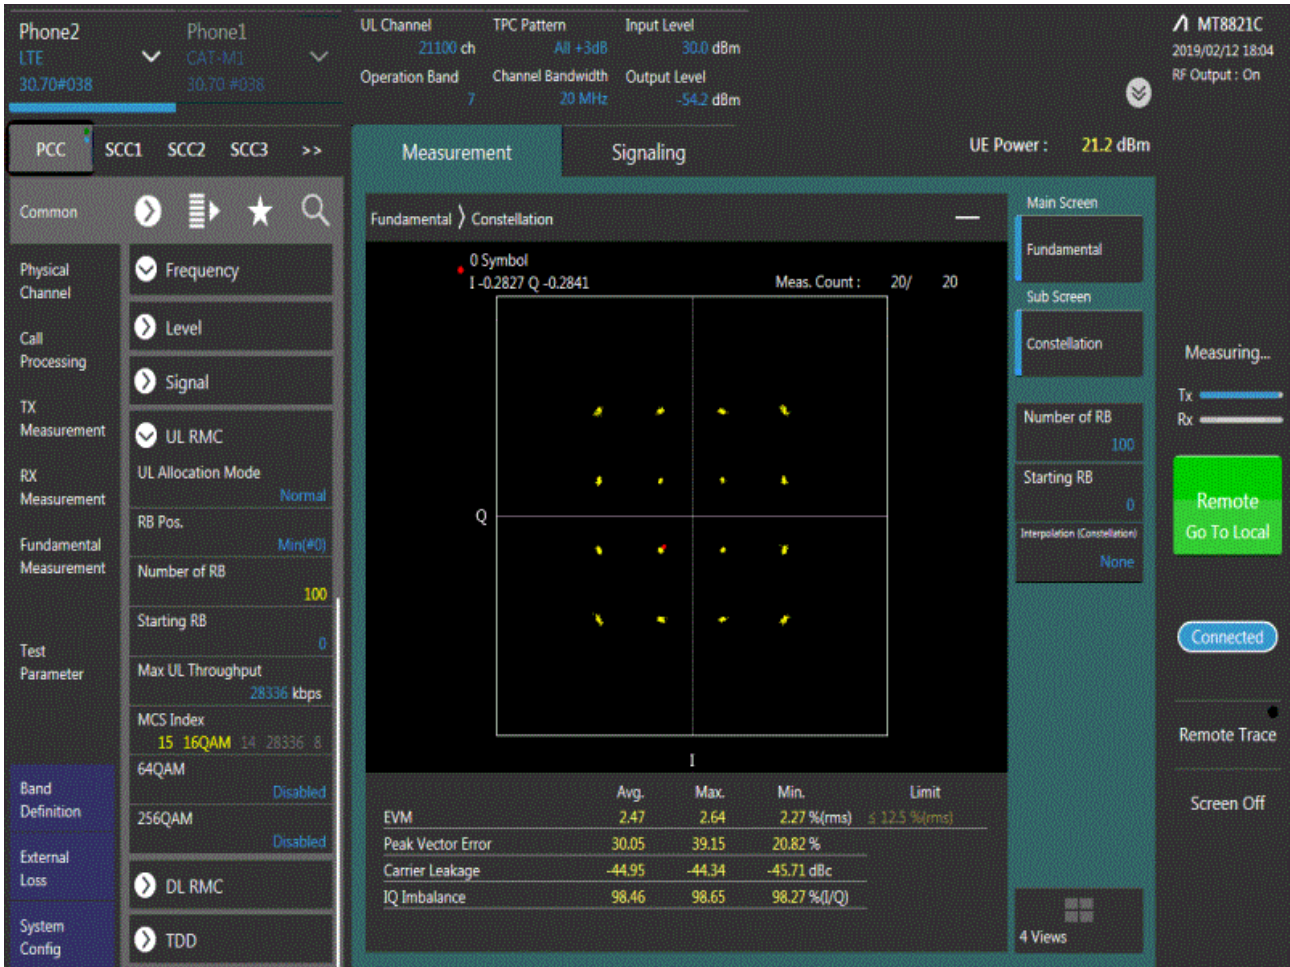 Phone2
LTE
30.70#038
Phone1
CAT-M1
30.70 #038
UL Channel
21100 ch
TPC Pattern
All +3dB
Input Level
30.0 dBm
Operation Band
7
Channel Bandwidth
20 MHz
Output Level
-54.2 dBm
MT8821C
2019/02/12 18:04
RF Output : On
PCC SCC1 SCC2 SCC3 >>
Measurement
Signaling
UE Power : 21.2 dBm
Common
Physical
Channel
Call
Processing
TX
Measurement
RX
Measurement
Fundamental
Measurement
Test
Parameter
Band
Definition
External
Loss
System
Config
Frequency
Level
Signal
UL RMC
UL Allocation Mode
Normal
RB Pos.
Min(#0)
Number of RB
100
Starting RB
0
Max UL Throughput
28336 kbps
MCS Index
15 16QAM 14 28336 8
64QAM
Disabled
256QAM
Disabled
DL RMC
TDD
Fundamental 〉 Constellation
0 Symbol
I -0.2827 Q -0.2841
Meas. Count : 20/ 20
Q
I
Avg. Max. Min. Limit
EVM 2.47 2.64 2.27 %(rms) ≤ 12.5 %(rms)
Peak Vector Error 30.05 39.15 20.82 %
Carrier Leakage -44.95 -44.34 -45.71 dBc
IQ Imbalance 98.46 98.65 98.27 %(I/Q)
Main Screen
Fundamental
Sub Screen
Constellation
Number of RB
100
Starting RB
0
Interpolation (Constellation)
None
4 Views
Measuring...
Tx
Rx
Remote
Go To Local
Connected
Remote Trace
Screen Off